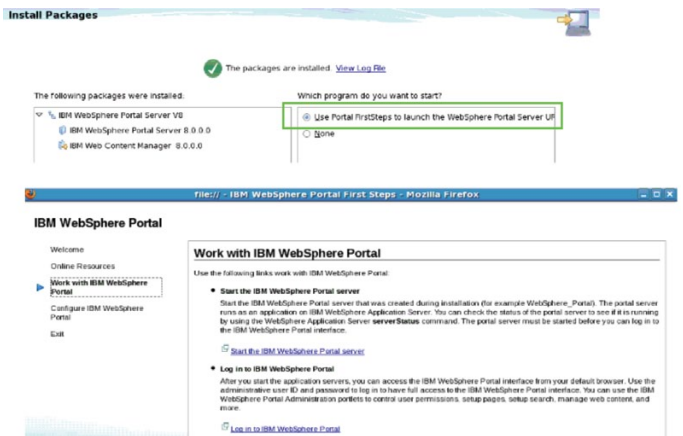 Install Packages
The packages are installed. View Log File
The following packages were installed:
IBM WebSphere Portal Server V8
IBM WebSphere Portal Server 8.0.0.0
IBM Web Content Manager 8.0.0.0
Which program do you want to start?
Use Portal FirstSteps to launch the WebSphere Portal Server UR
None
file:// - IBM WebSphere Portal First Steps - Mozilla Firefox
IBM WebSphere Portal
Welcome
Online Resources
Work with IBM WebSphere
Portal
Configure IBM WebSphere
Portal
Exit
Work with IBM WebSphere Portal
Use the following links work with IBM WebSphere Portal.
Start the IBM WebSphere Portal server
Start the IBM WebSphere Portal server that was created during installation (for example WebSphere_Portal). The portal server
runs as an application on IBM WebSphere Application Server. You can check the status of the portal server to see if it is running
by using the WebSphere Application Server serverStatus command. The portal server must be started before you can log in to
the IBM WebSphere Portal interface.
Start the IBM WebSphere Portal server
Log in to IBM WebSphere Portal
After you start the application servers, you can access the IBM WebSphere Portal interface from your default browser. Use the
administrative user ID and password to log in to have full access to the IBM WebSphere Portal interface. You can use the IBM
WebSphere Portal Administration portlets to control user permissions, setup pages, setup search, manage web content, and
more.
Log in to IBM WebSphere Portal